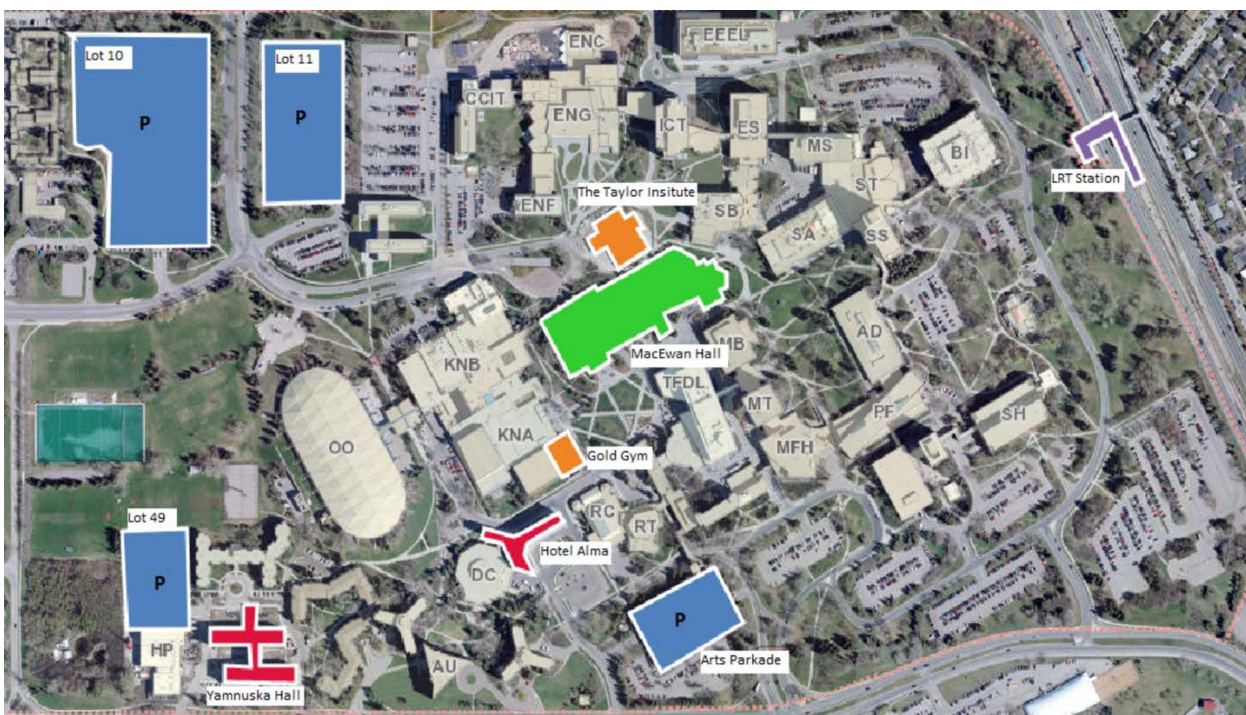 Lot 10
P
Lot 11
P
ENC
EEEL
CCIT
ENG
ICT
ES
MS
BI
ST
LRT Station
The Taylor Insitute
ENF
SB
SA
SS
MacEwan Hall
KNB
MB
AD
TFDL
MT
PF
SH
KNA
MFH
OO
Gold Gym
Lot 49
P
RC
RT
Hotel Alma
DC
P
Arts Parkade
HP
AU
Yamnuska Hall